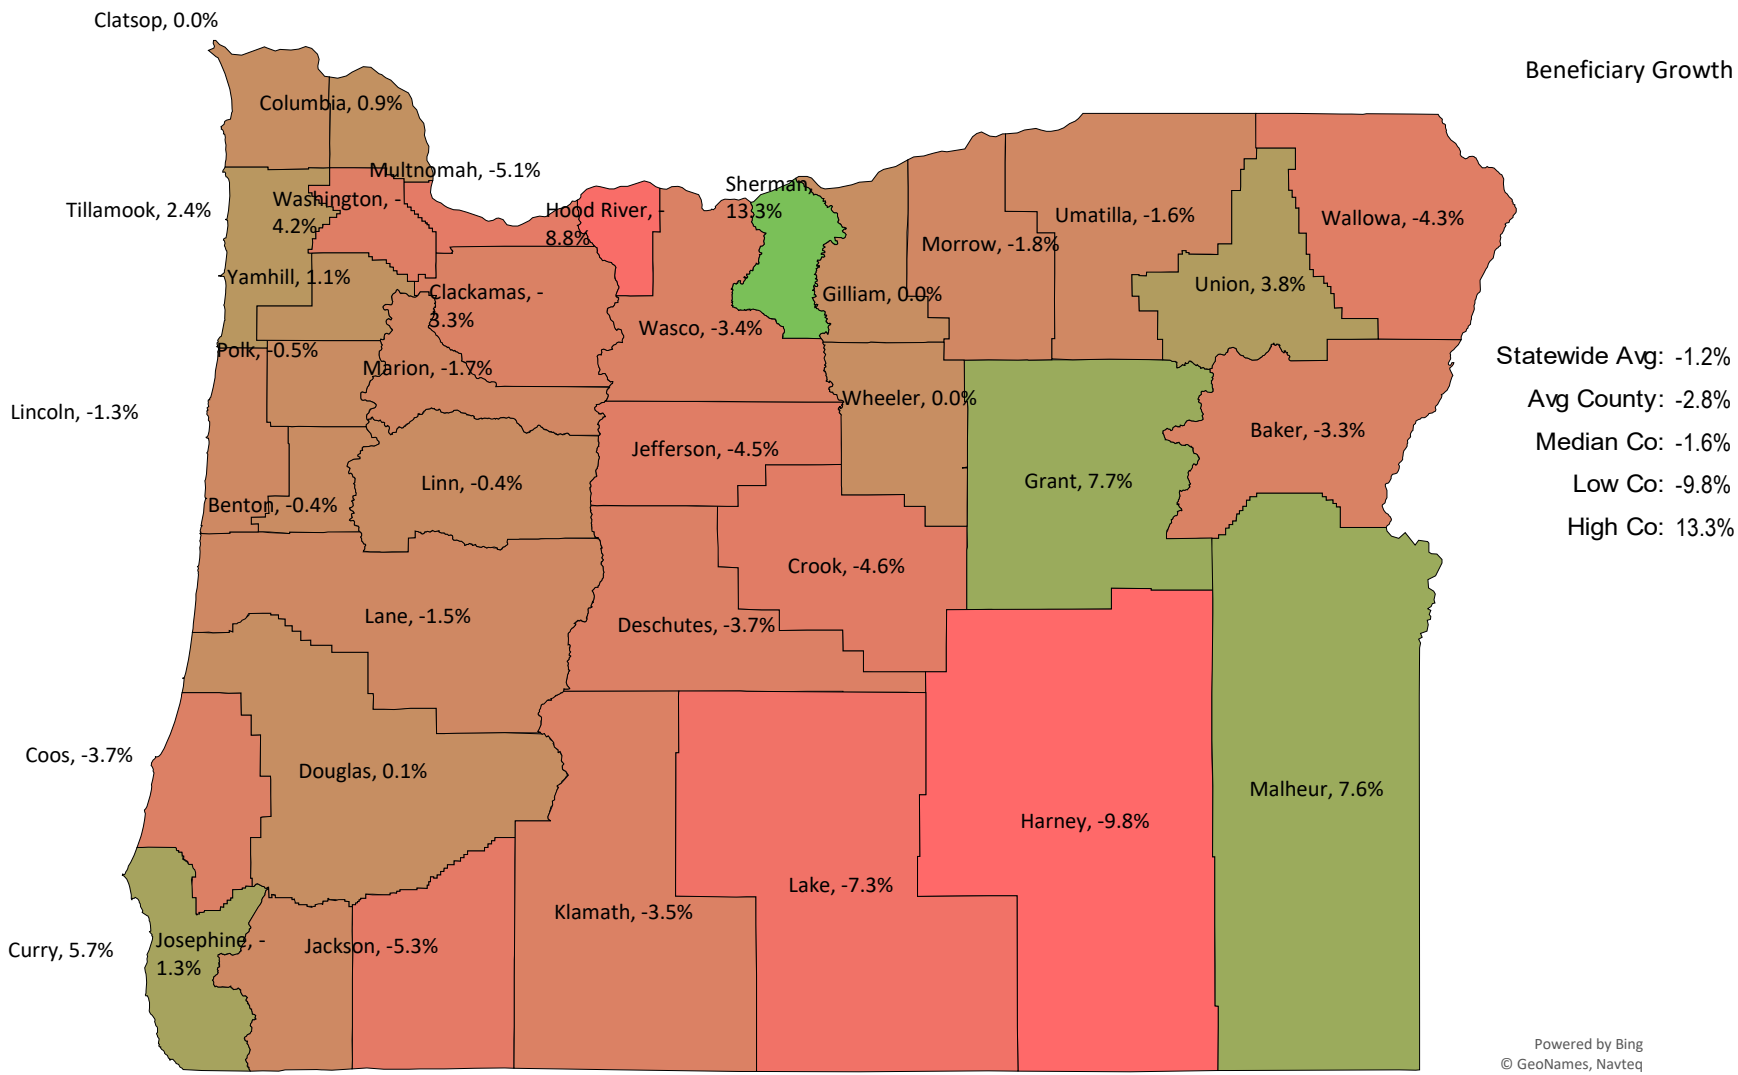 Clatsop, 0.0%
Beneficiary Growth
Columbia, 0.9%
Multnomah, -5.1%
Sherman,
13.3%
Tillamook, 2.4%
Washington, -
4.2%
Hood River, -
8.8%
Umatilla, -1.6%
Wallowa, -4.3%
Morrow, -1.8%
Yamhill, 1.1%
Clackamas, -
3.3%
Gilliam, 0.0%
Union, 3.8%
Wasco, -3.4%
Polk, -0.5%
Marion, -1.7%
Statewide Avg: -1.2%
Avg County: -2.8%
Median Co: -1.6%
Low Co: -9.8%
High Co: 13.3%
Lincoln, -1.3%
Wheeler, 0.0%
Baker, -3.3%
Jefferson, -4.5%
Linn, -0.4%
Grant, 7.7%
Benton, -0.4%
Crook, -4.6%
Lane, -1.5%
Deschutes, -3.7%
Coos, -3.7%
Douglas, 0.1%
Malheur, 7.6%
Harney, -9.8%
Lake, -7.3%
Klamath, -3.5%
Curry, 5.7%
Josephine, -
1.3%
Jackson, -5.3%
Powered by Bing
© GeoNames, Navteq